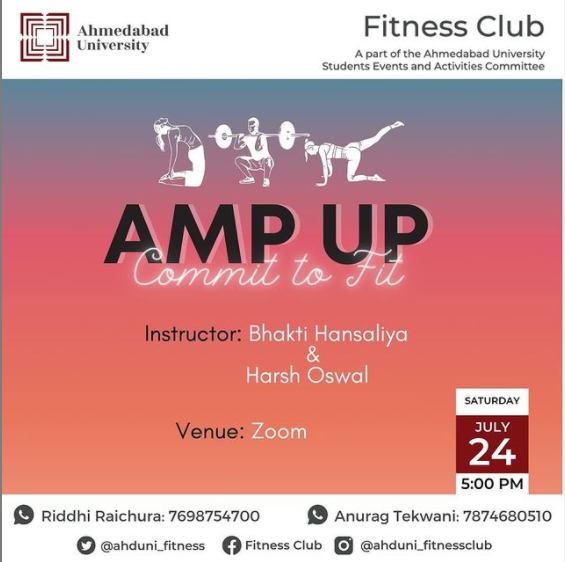 Ahmedabad
University
Fitness Club
A part of the Ahmedabad University
Students Events and Activities Committee
AMP UP
Commit to Fit
Instructor: Bhakti Hansaliya
&
Harsh Oswal
Venue: Zoom
SATURDAY
JULY
24
5:00 PM
Riddhi Raichura: 7698754700
Anurag Tekwani: 7874680510
@ahduni_fitness
Fitness Club
@ahduni_fitnessclub